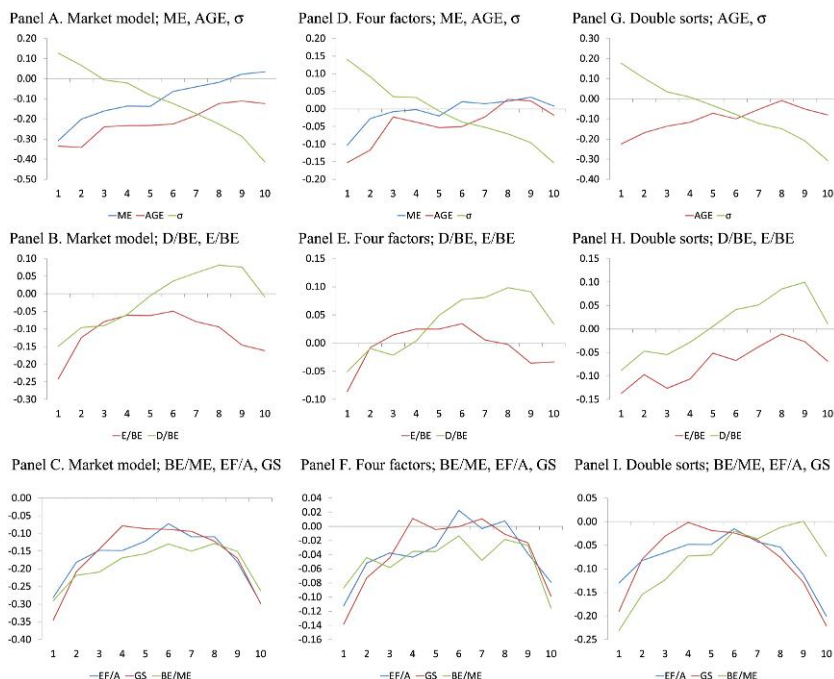 Panel A. Market model; ME, AGE, σ
0.20
0.10
0.00
-0.10
-0.20
-0.30
-0.40
-0.50
1 2 3 4 5 6 7 8 9 10
ME AGE σ
Panel D. Four factors; ME, AGE, σ
0.20
0.15
0.10
0.05
0.00
-0.05
-0.10
-0.15
-0.20
1 2 3 4 5 6 7 8 9 10
ME AGE σ
Panel G. Double sorts; AGE, σ
0.30
0.20
0.10
0.00
-0.10
-0.20
-0.30
-0.40
1 2 3 4 5 6 7 8 9 10
AGE σ
Panel B. Market model; D/BE, E/BE
0.10
0.05
0.00
-0.05
-0.10
-0.15
-0.20
-0.25
-0.30
1 2 3 4 5 6 7 8 9 10
E/BE D/BE
Panel E. Four factors; D/BE, E/BE
0.15
0.10
0.05
0.00
-0.05
-0.10
1 2 3 4 5 6 7 8 9 10
E/BE D/BE
Panel H. Double sorts; D/BE, E/BE
0.15
0.10
0.05
0.00
-0.05
-0.10
-0.15
1 2 3 4 5 6 7 8 9 10
E/BE D/BE
Panel C. Market model; BE/ME, EF/A, GS
0.00
-0.05
-0.10
-0.15
-0.20
-0.25
-0.30
-0.35
-0.40
1 2 3 4 5 6 7 8 9 10
EF/A GS BE/ME
Panel F. Four factors; BE/ME, EF/A, GS
0.04
0.02
0.00
-0.02
-0.04
-0.06
-0.08
-0.10
-0.12
-0.14
-0.16
1 2 3 4 5 6 7 8 9 10
EF/A GS BE/ME
Panel I. Double sorts; BE/ME, EF/A, GS
0.05
0.00
-0.05
-0.10
-0.15
-0.20
-0.25
1 2 3 4 5 6 7 8 9 10
EF/A GS BE/ME